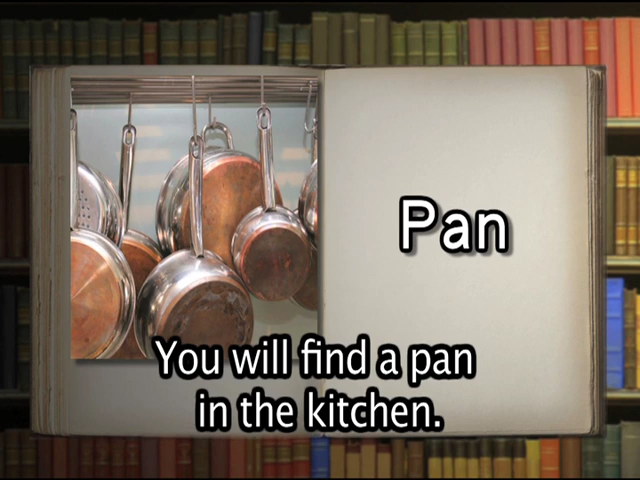 Pan
You will find a pan
in the kitchen.